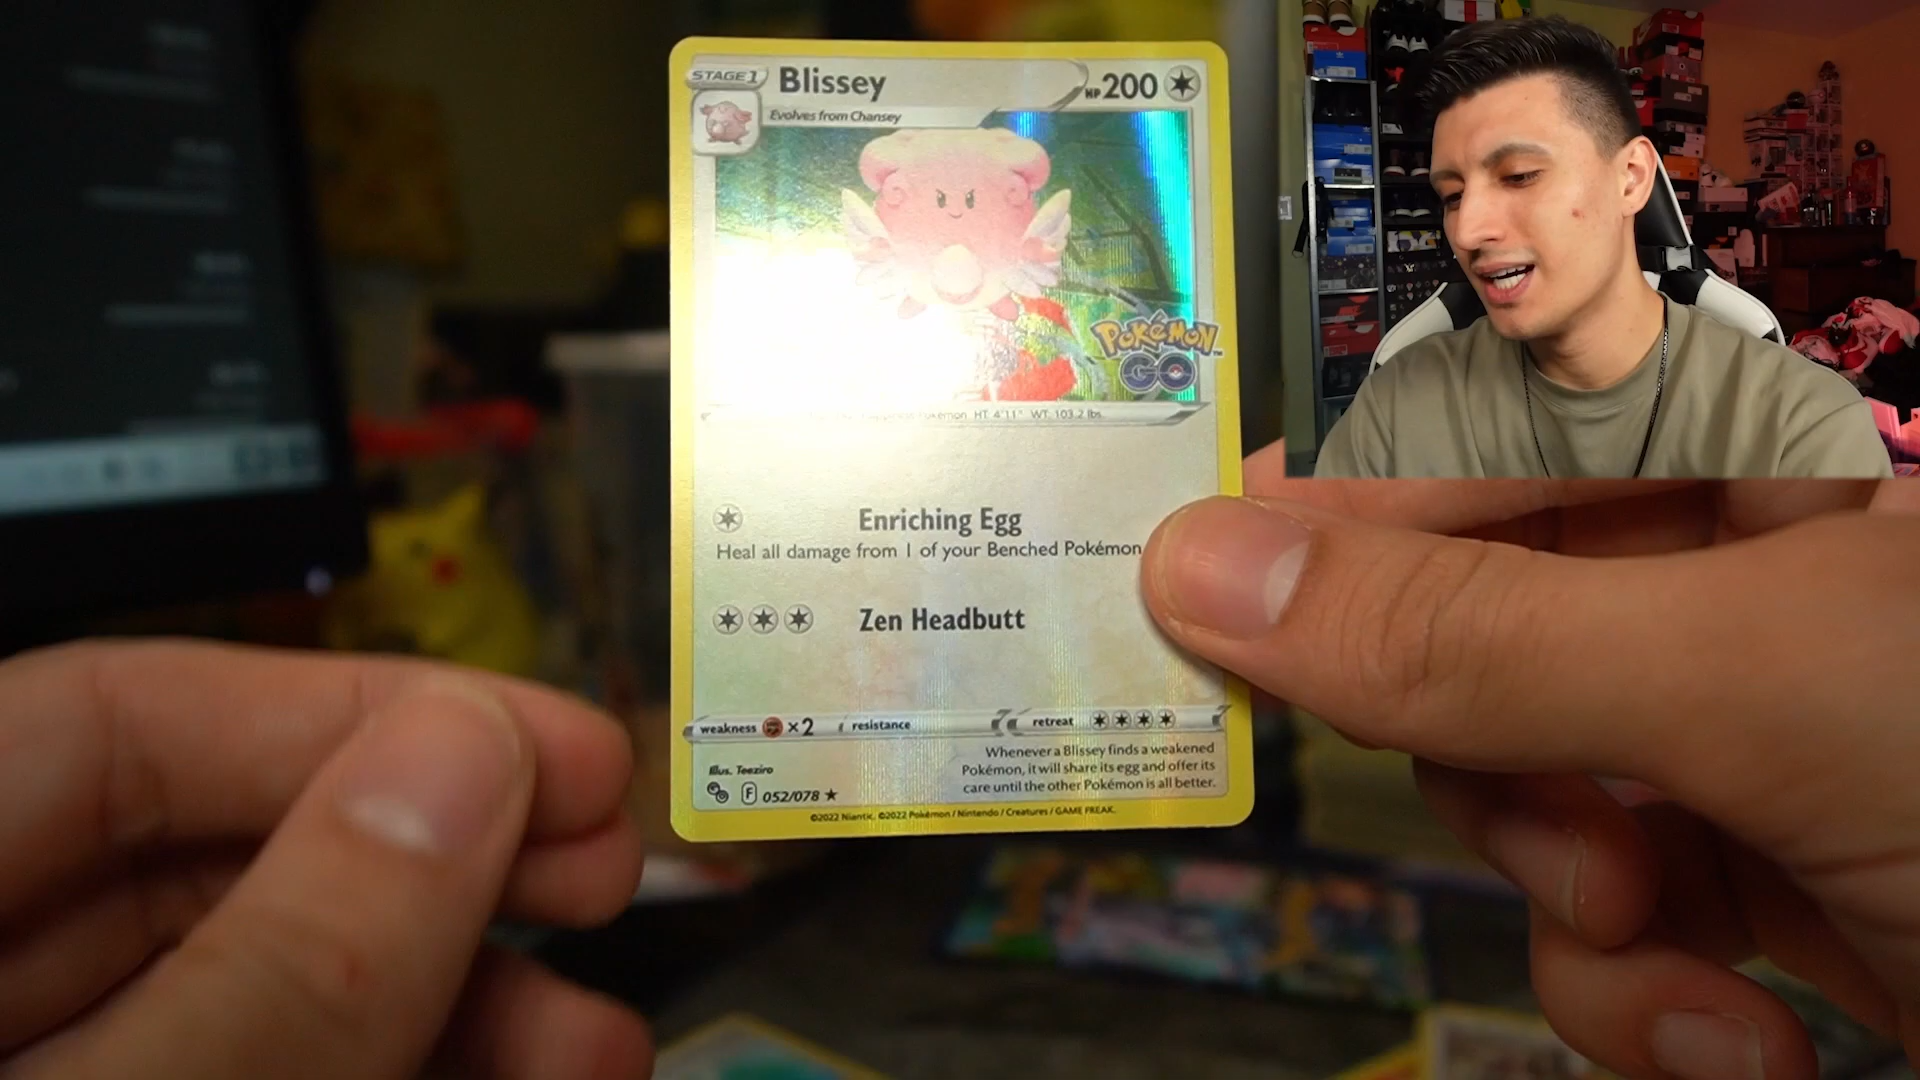 STAGE 1
Blissey
HP 200
Evolves from Chansey
Pokémon
GO
Pokémon HT: 4'11" WT: 103.2 lbs.
Enriching Egg
Heal all damage from 1 of your Benched Pokémon
Zen Headbutt
weakness ×2 resistance retreat
Whenever a Blissey finds a weakened
Pokémon, it will share its egg and offer its
care until the other Pokémon is all better.
Illus. Teeziro
F 052/078 ★
©2022 Niantic. ©2022 Pokémon / Nintendo / Creatures / GAME FREAK.